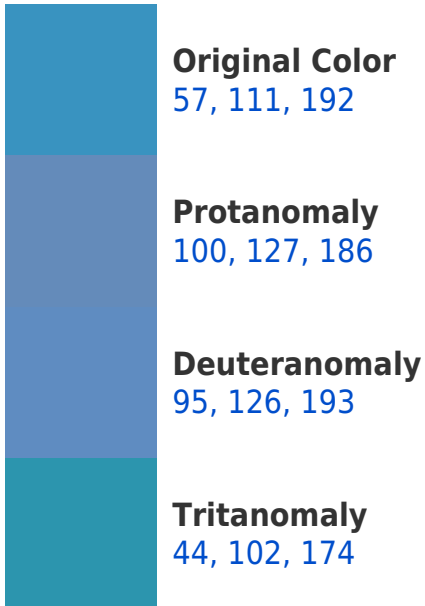 Original Color
57, 111, 192
Protanomaly
100, 127, 186
Deuteranomaly
95, 126, 193
Tritanomaly
44, 102, 174